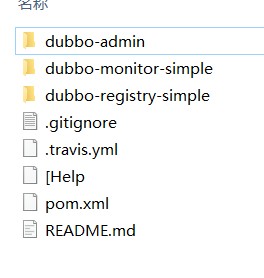 名称
dubbo-admin
dubbo-monitor-simple
dubbo-registry-simple
.gitignore
.travis.yml
[Help
pom.xml
README.md